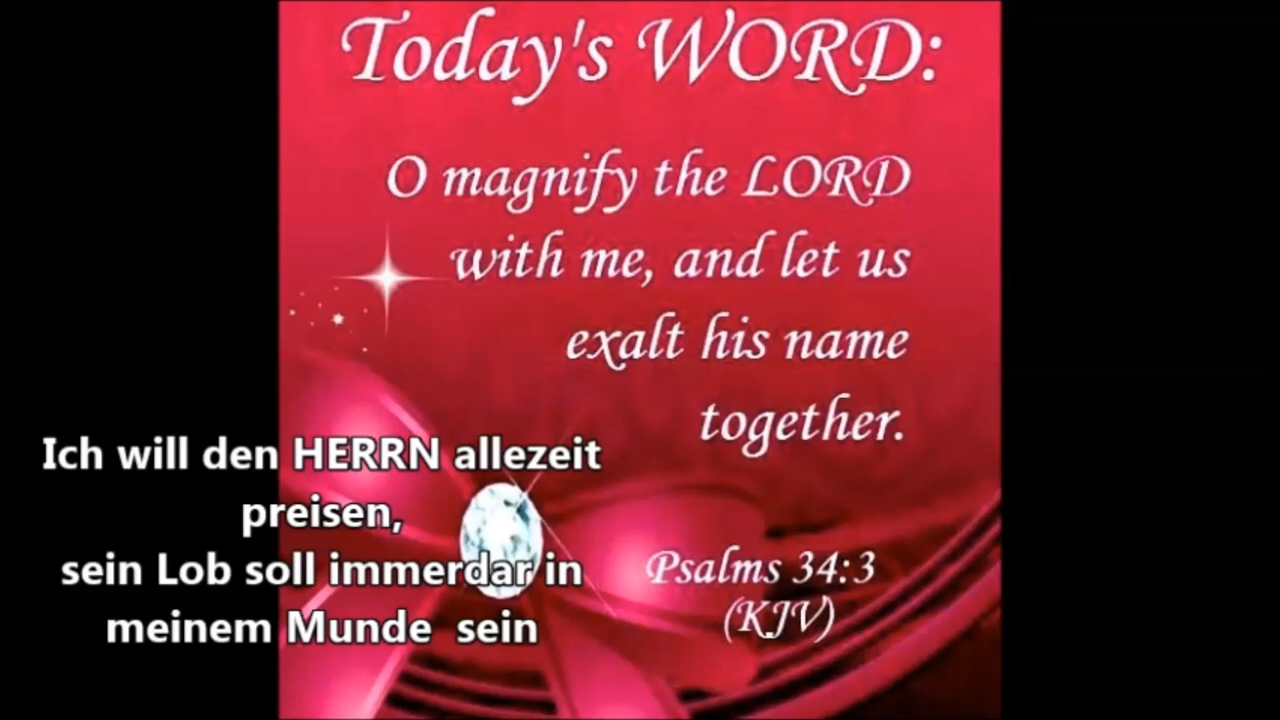 Today's WORD:
O magnify the LORD
with me, and let us
exalt his name
together.
Psalms 34:3
(KJV)
Ich will den HERRN allezeit
preisen,
sein Lob soll immerdar in
meinem Munde  sein